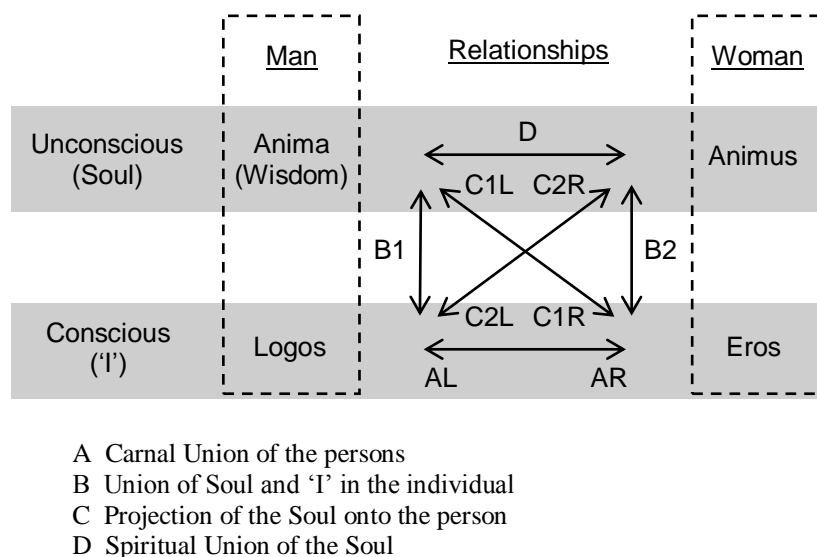 Man Relationships Woman
D
Unconscious Anima Animus
(Soul) (Wisdom)
C1L C2R
B1 B2
C2L C1R
Conscious Logos Eros
(‘I’)
AL AR
A Carnal Union of the persons
B Union of Soul and ‘I’ in the individual
C Projection of the Soul onto the person
D Spiritual Union of the Soul